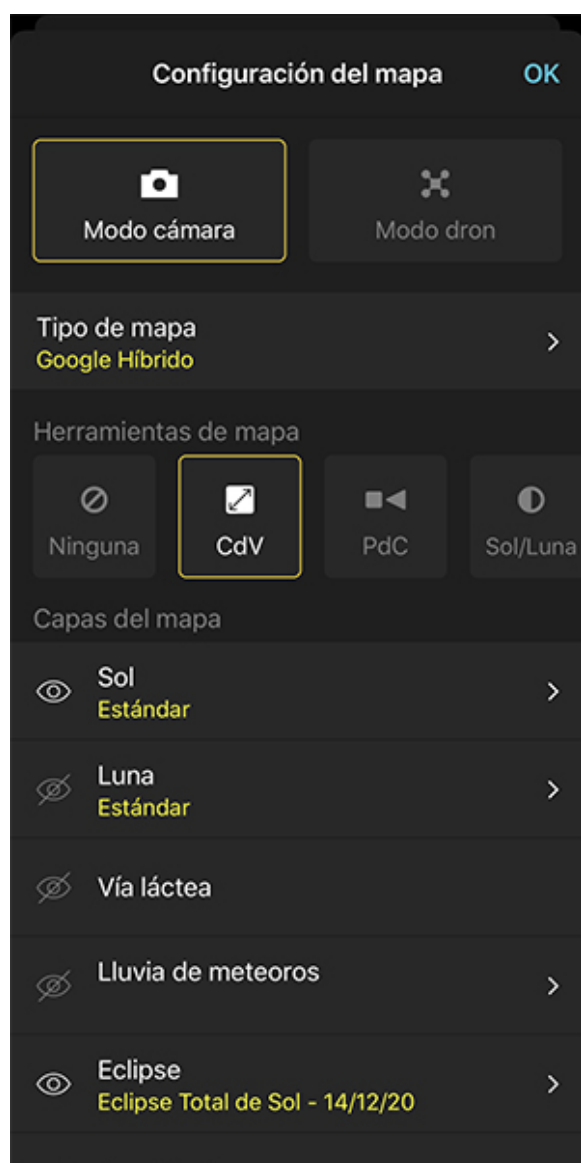 Configuración del mapa OK
Modo cámara Modo dron
Tipo de mapa
Google Híbrido
Herramientas de mapa
Ninguna CdV PdC Sol/Luna
Capas del mapa
Sol
Estándar
Luna
Estándar
Vía láctea
Lluvia de meteoros
Eclipse
Eclipse Total de Sol - 14/12/20